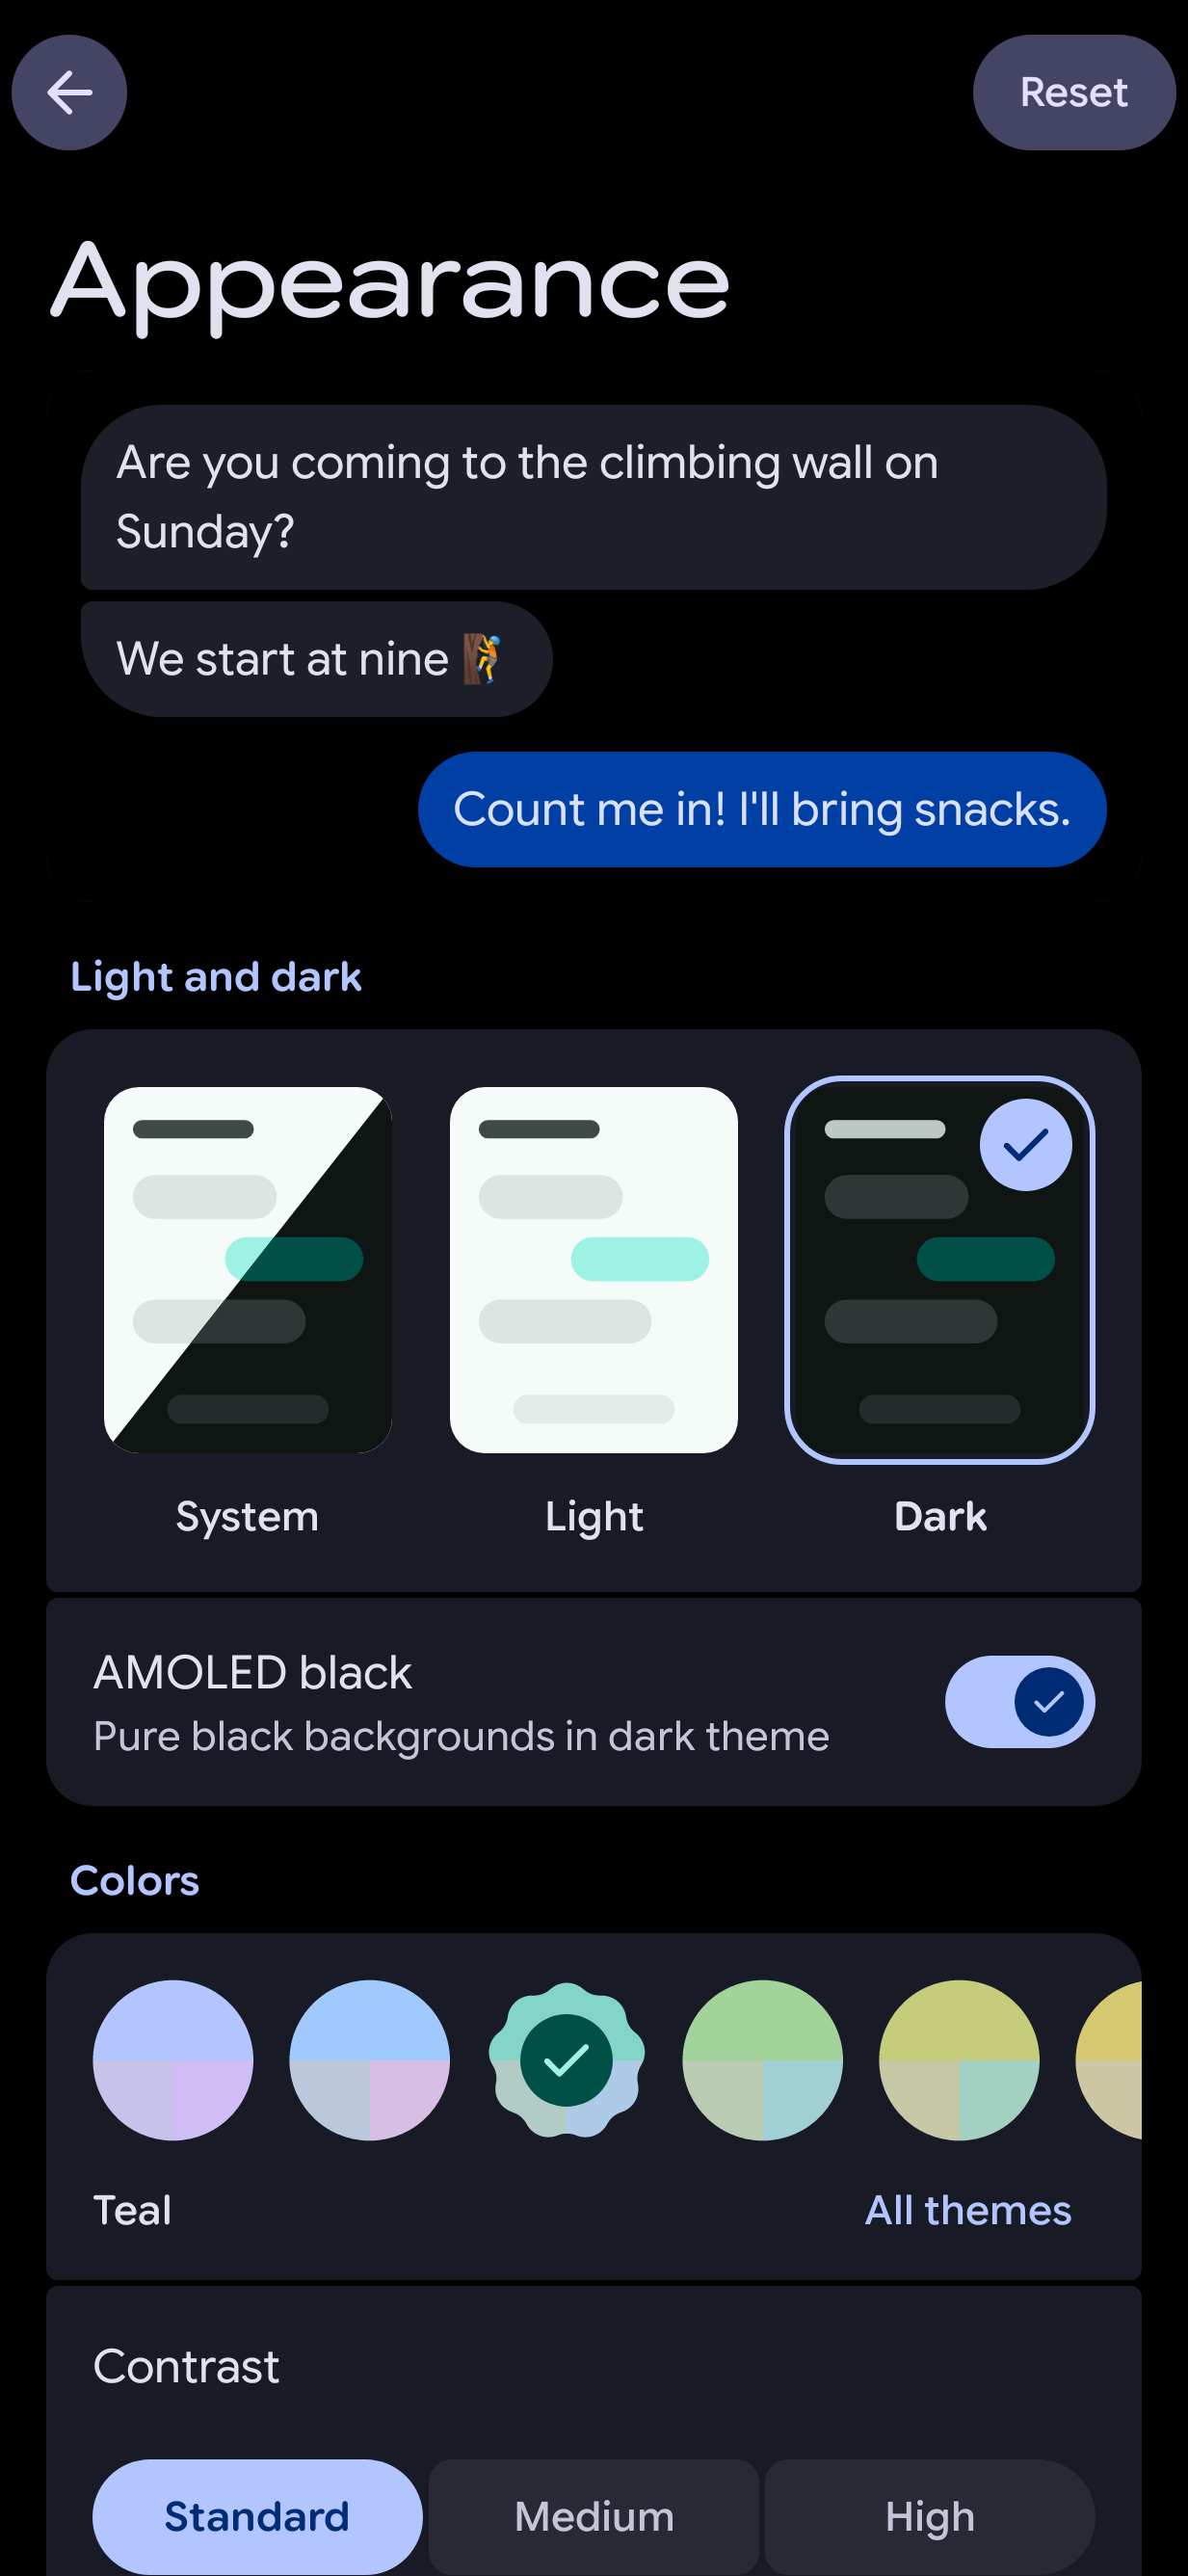 Reset
Appearance
Are you coming to the climbing wall on
Sunday?
We start at nine 🧗
Count me in! I'll bring snacks.
Light and dark
System
Light
Dark
AMOLED black
Pure black backgrounds in dark theme
Colors
Teal
All themes
Contrast
Standard
Medium
High